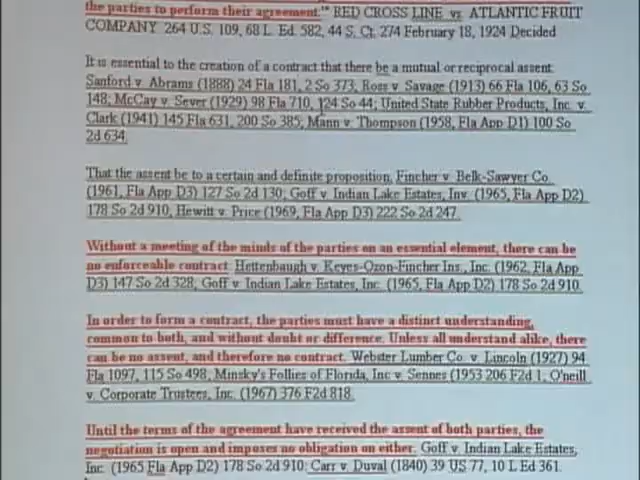 the parties to perform their agreement.'" RED CROSS LINE vs. ATLANTIC FRUIT
COMPANY 264 U.S. 109, 68 L. Ed. 582, 44 S. Ct. 274 February 18, 1924 Decided
It is essential to the creation of a contract that there be a mutual or reciprocal assent.
Sanford v. Abrams (1888) 24 Fla 181, 2 So 373, Ross v. Savage (1913) 66 Fla 106, 63 So
148; McCay v. Sever (1929) 98 Fla 710, 124 So 44; United State Rubber Products, Inc. v.
Clark (1941) 145 Fla 631, 200 So 385, Mann v. Thompson (1958, Fla App D1) 100 So
2d 634.
That the assent be to a certain and definite proposition. Fincher v. Belk-Sawyer Co.
(1961, Fla App D3) 127 So 2d 130; Goff v. Indian Lake Estates, Inv. (1965, Fla App D2)
178 So 2d 910, Hewitt v. Price (1969, Fla App D3) 222 So 2d 247.
Without a meeting of the minds of the parties on an essential element, there can be
no enforceable contract. Hettenbaugh v. Keyes-Ozon-Fincher Ins., Inc. (1962, Fla App
D3) 147 So 2d 328, Goff v. Indian Lake Estates, Inc. (1965, Fla App D2) 178 So 2d 910.
In order to form a contract, the parties must have a distinct understanding,
common to both, and without doubt or difference. Unless all understand alike, there
can be no assent, and therefore no contract. Webster Lumber Co. v. Lincoln (1927) 94
Fla 1097, 115 So 498, Minsky's Follies of Florida, Inc v. Sennes (1953 206 F2d 1, O'neill
v. Corporate Trustees, Inc. (1967) 376 F2d 818.
Until the terms of the agreement have received the assent of both parties, the
negotiation is open and imposes no obligation on either. Goff v. Indian Lake Estates,
Inc. (1965 Fla App D2) 178 So 2d 910; Carr v. Duval (1840) 39 US 77, 10 L Ed 361.